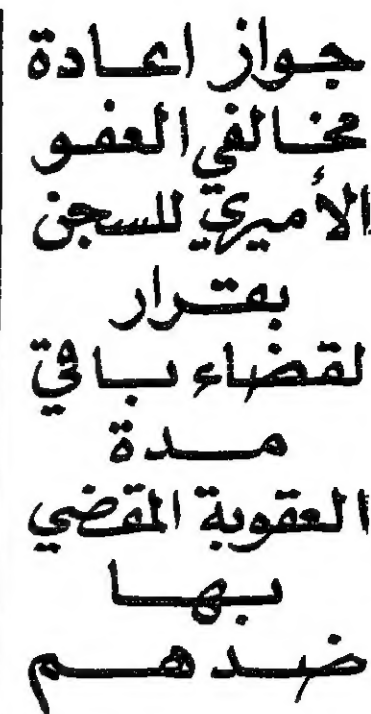 جواز اعادة
مخالفي العفو
الأميري للسجن
بقرار
لقضاء باقي
مدة
العقوبة المقضي
بها
ضدهم